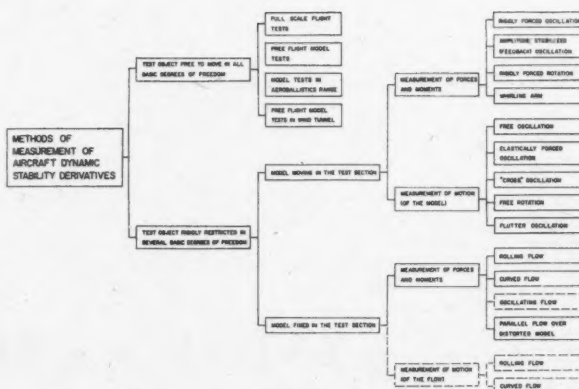 METHODS OF
MEASUREMENT OF
AIRCRAFT DYNAMIC
STABILITY DERIVATIVES
TEST OBJECT FREE TO MOVE IN ALL
BASIC DEGREES OF FREEDOM
FULL SCALE FLIGHT
TESTS
FREE FLIGHT MODEL
TESTS
MODEL TESTS IN
AEROBALLISTICS RANGE
FREE FLIGHT MODEL
TESTS IN WIND TUNNEL
TEST OBJECT RIGIDLY RESTRICTED IN
SEVERAL BASIC DEGREES OF FREEDOM
MODEL MOVING IN THE TEST SECTION
MEASUREMENT OF FORCES
AND MOMENTS
RIGIDLY FORCED OSCILLATION
AMPLITUDE STABILIZED
(FEEDBACK) OSCILLATION
RIGIDLY FORCED ROTATION
WHIRLING ARM
MEASUREMENT OF MOTION
(OF THE MODEL)
FREE OSCILLATION
ELASTICALLY FORCED
OSCILLATION
"CROSS" OSCILLATION
FREE ROTATION
FLUTTER OSCILLATION
MODEL FIXED IN THE TEST SECTION
MEASUREMENT OF FORCES
AND MOMENTS
ROLLING FLOW
CURVED FLOW
OSCILLATING FLOW
PARALLEL FLOW OVER
DISTORTED MODEL
MEASUREMENT OF MOTION
(OF THE FLOW)
ROLLING FLOW
CURVED FLOW